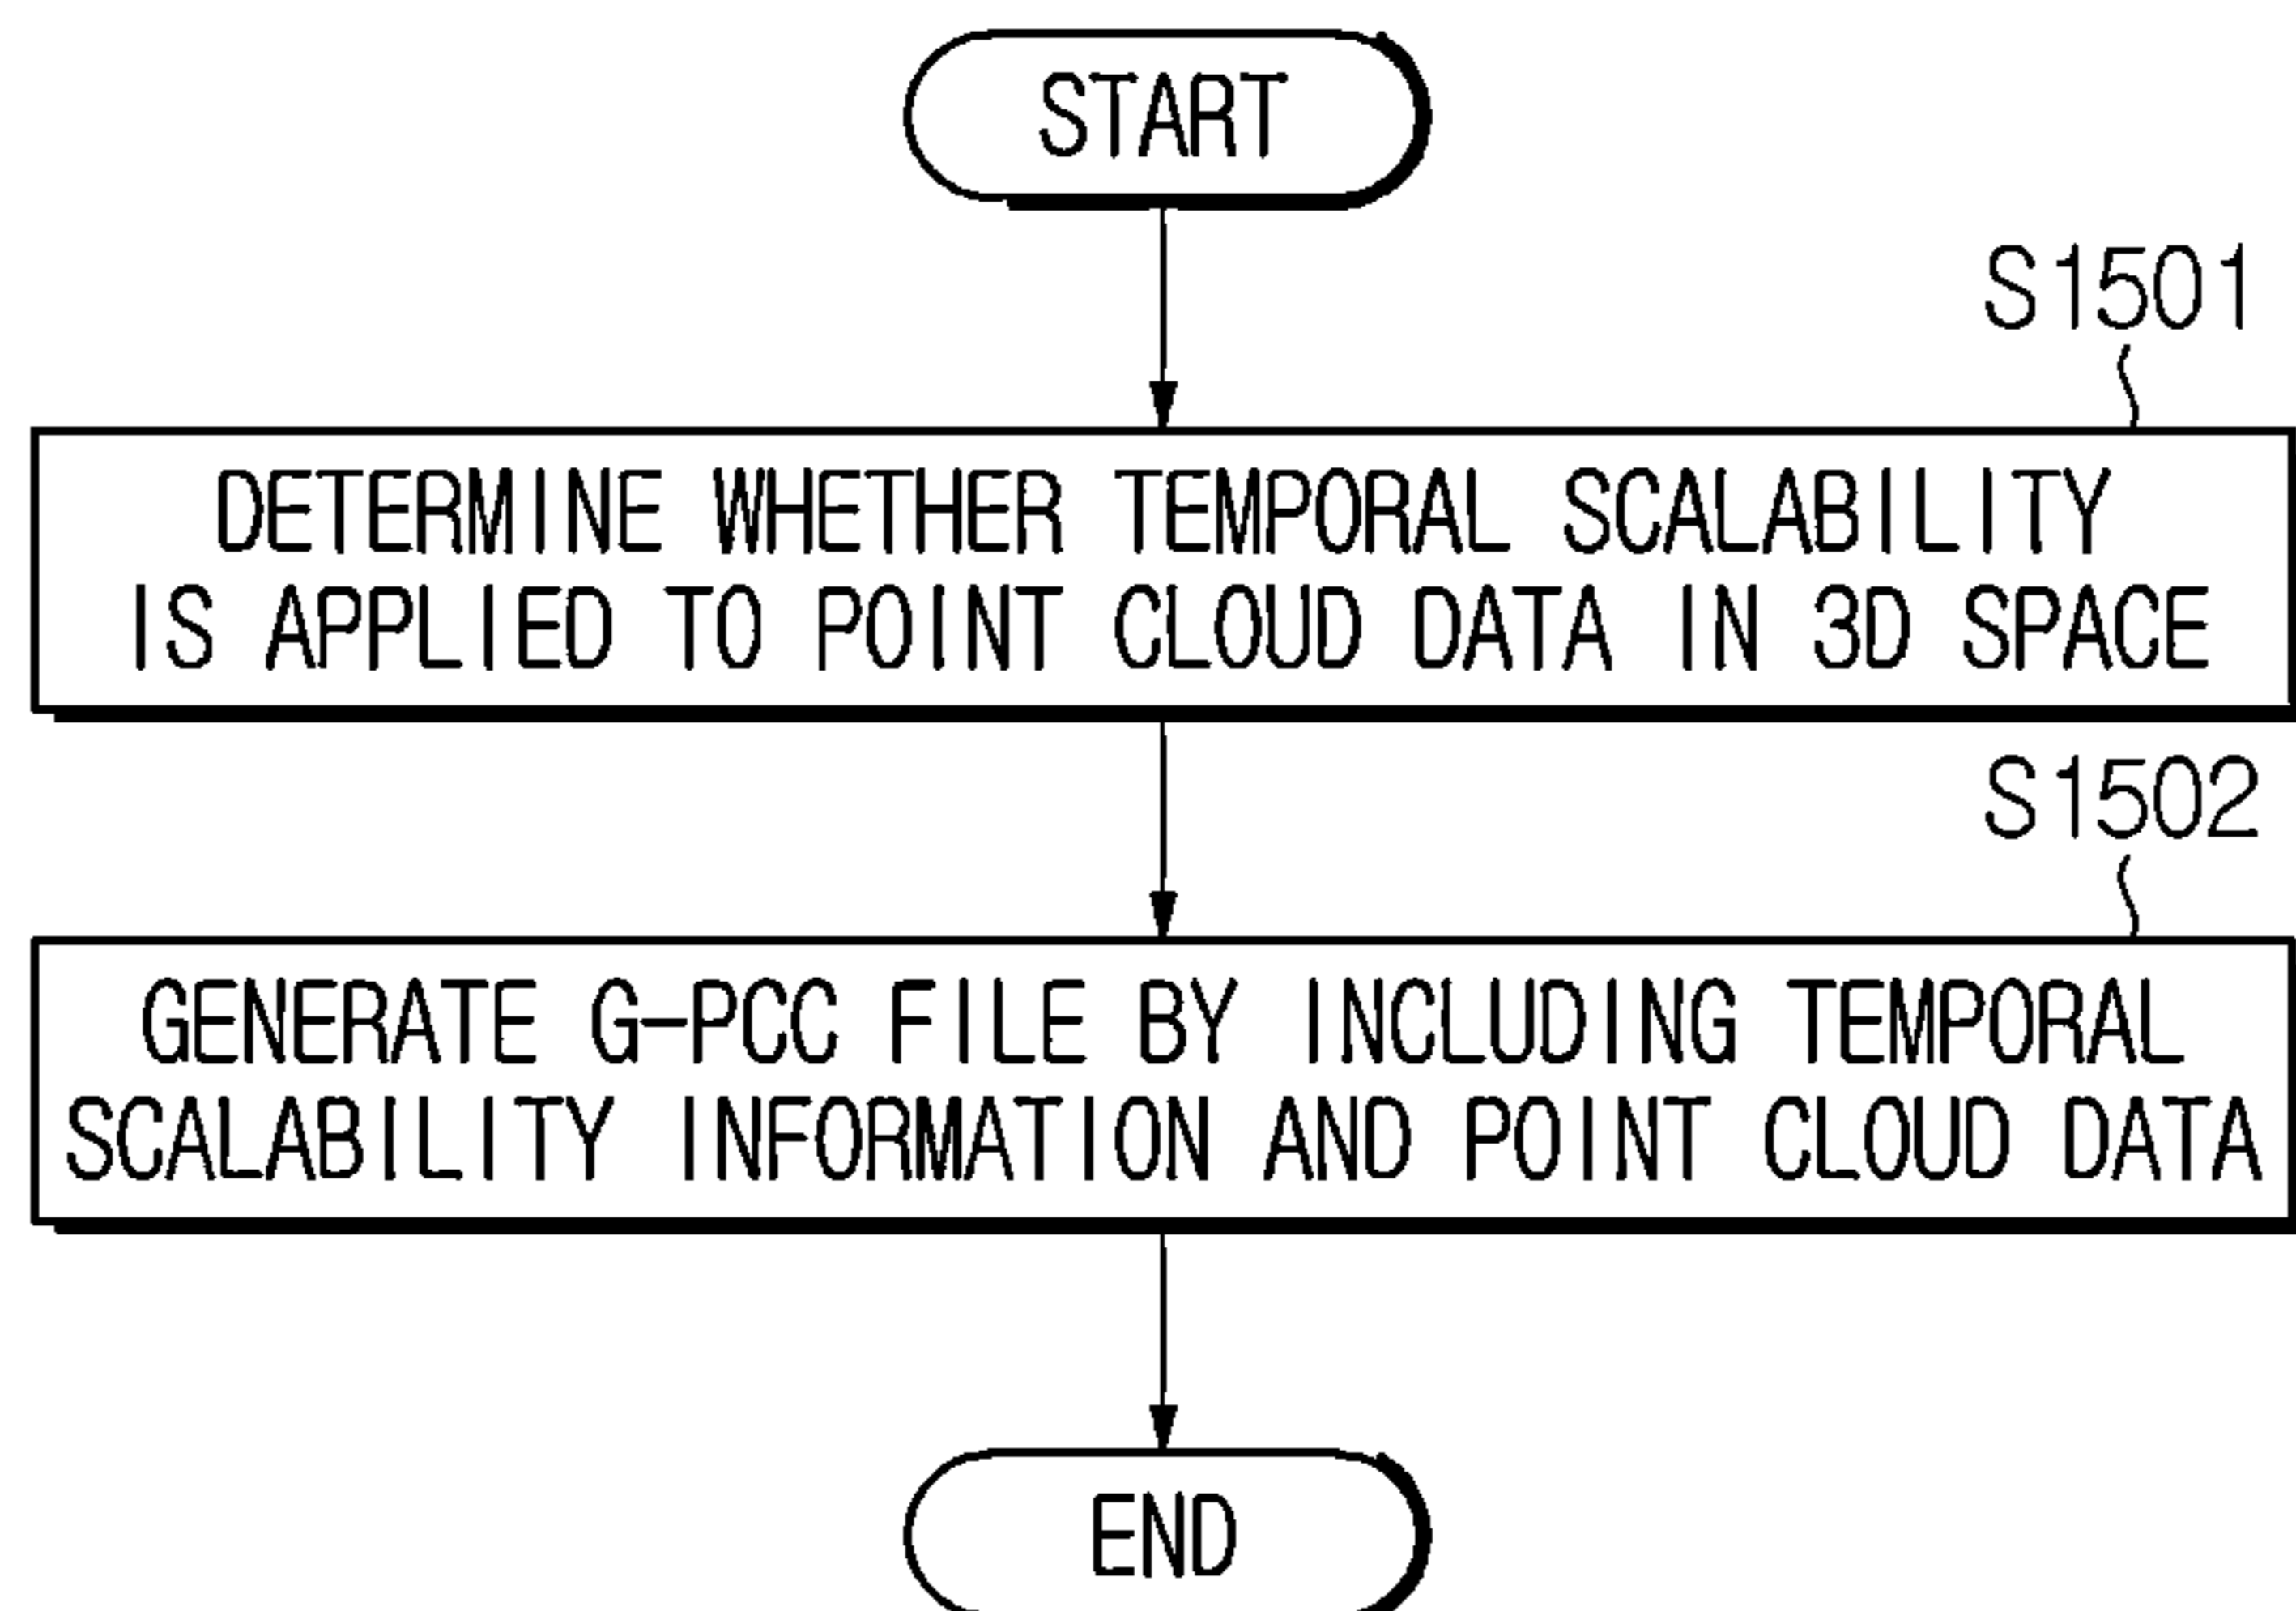 START
S1501
DETERMINE WHETHER TEMPORAL SCALABILITY
IS APPLIED TO POINT CLOUD DATA IN 3D SPACE
S1502
GENERATE G-PCC FILE BY INCLUDING TEMPORAL
SCALABILITY INFORMATION AND POINT CLOUD DATA
END